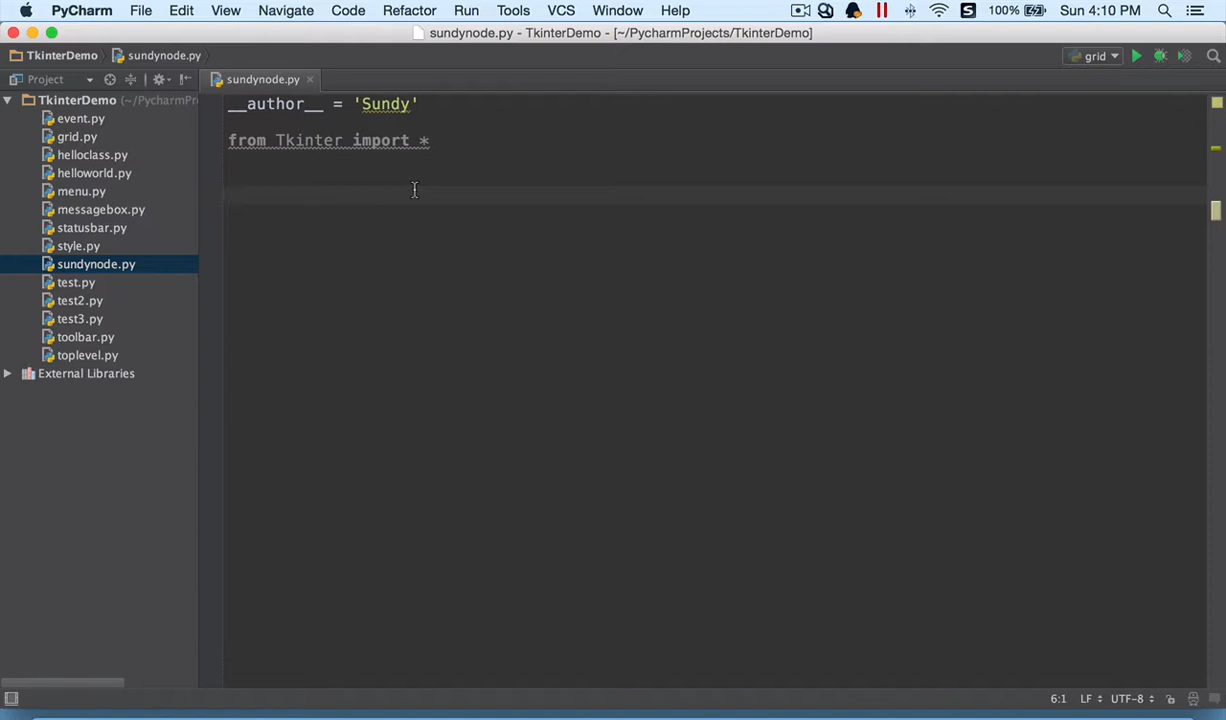 PyCharm File Edit View Navigate Code Refactor Run Tools VCS Window Help 100% Sun 4:10 PM
sundynode.py - TkinterDemo - [~/PycharmProjects/TkinterDemo]
TkinterDemo sundynode.py grid
Project sundynode.py
TkinterDemo (~/PycharmPr
event.py
grid.py
helloclass.py
helloworld.py
menu.py
messagebox.py
statusbar.py
style.py
sundynode.py
test.py
test2.py
test3.py
toolbar.py
toplevel.py
External Libraries
__author__ = 'Sundy'
from Tkinter import *
6:1 LF UTF-8